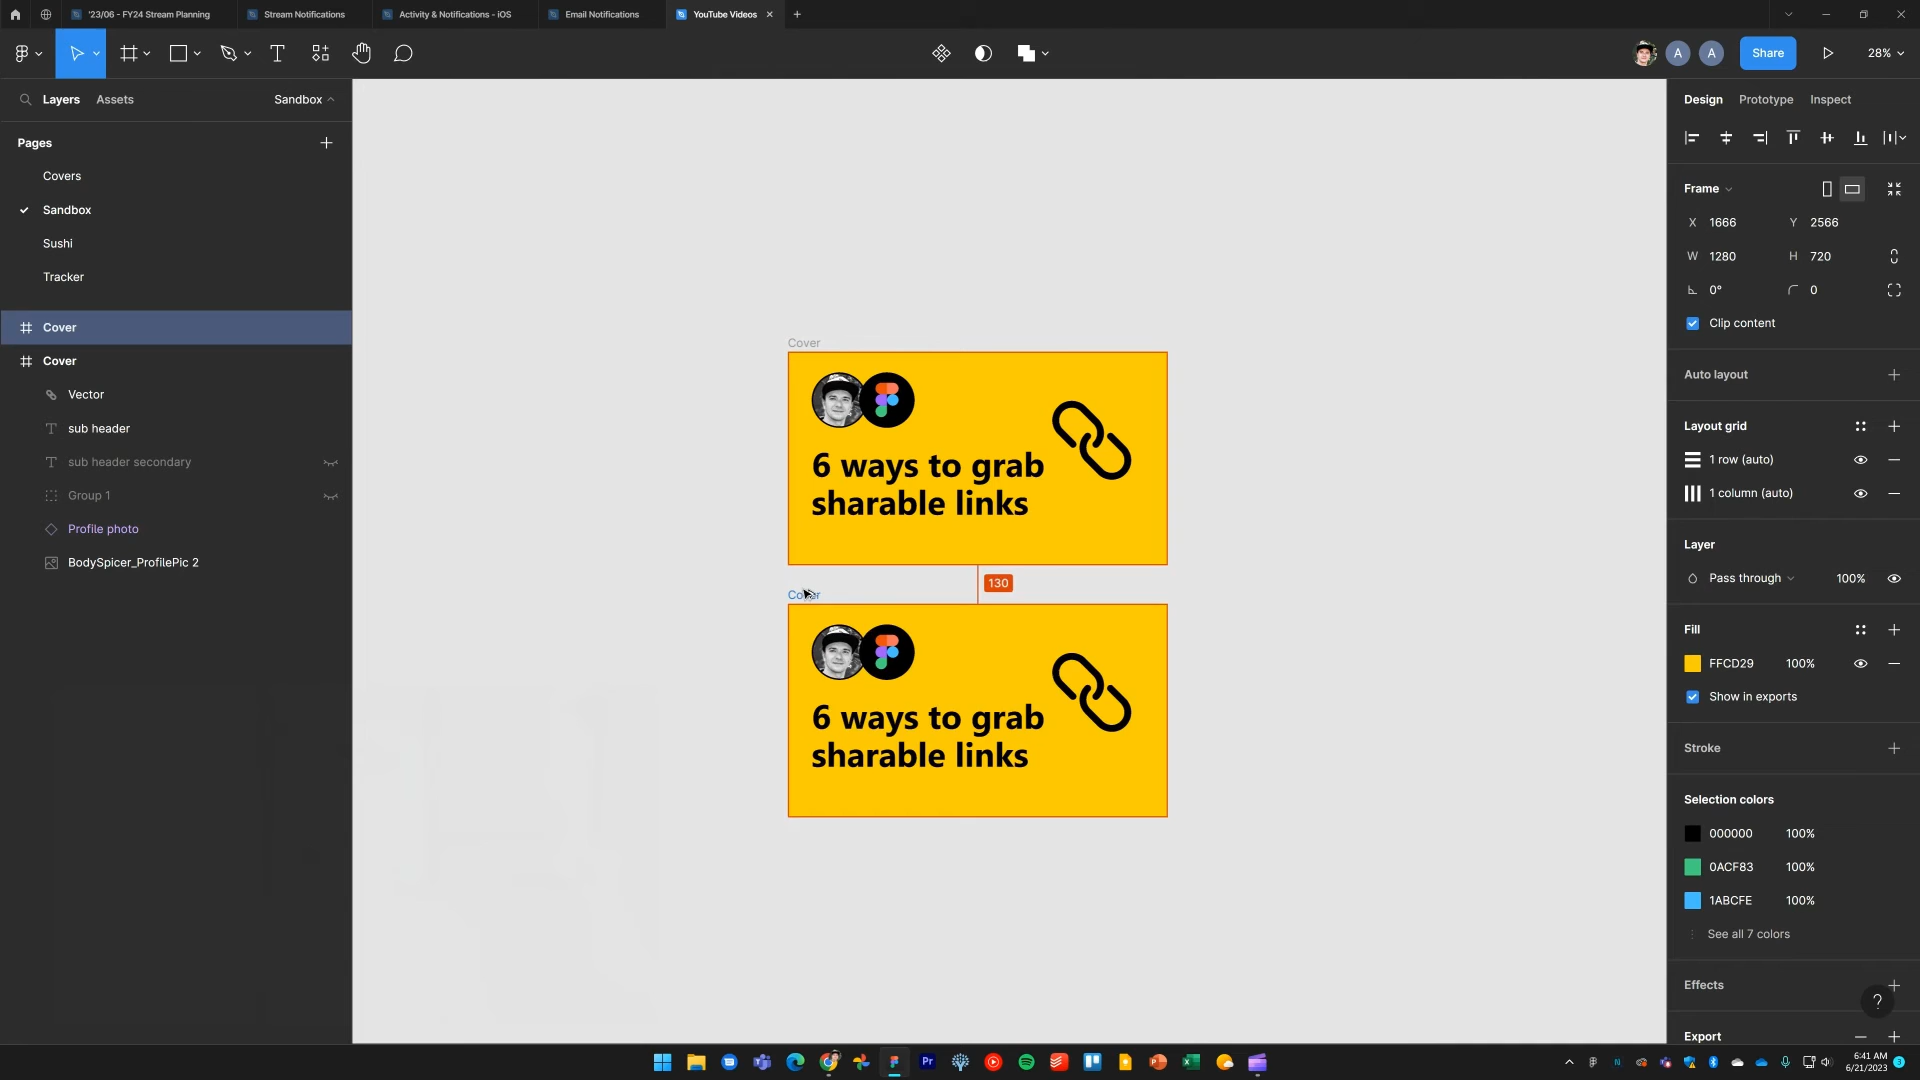 '23/06 - FY24 Stream Planning
Stream Notifications
Activity & Notifications - iOS
Email Notifications
YouTube Videos
A
A
Share
28%
Layers
Assets
Sandbox
Pages
Covers
Sandbox
Sushi
Tracker
Cover
Cover
Vector
sub header
sub header secondary
Group 1
Profile photo
BodySpicer_ProfilePic 2
Cover
6 ways to grab
sharable links
130
Cover
6 ways to grab
sharable links
Design
Prototype
Inspect
Frame
X 1666
Y 2566
W 1280
H 720
0°
0
Clip content
Auto layout
Layout grid
1 row (auto)
1 column (auto)
Layer
Pass through
100%
Fill
FFCD29
100%
Show in exports
Stroke
Selection colors
000000
100%
0ACF83
100%
1ABCFE
100%
See all 7 colors
Effects
?
Export
Pr
6:41 AM
6/21/2023
3